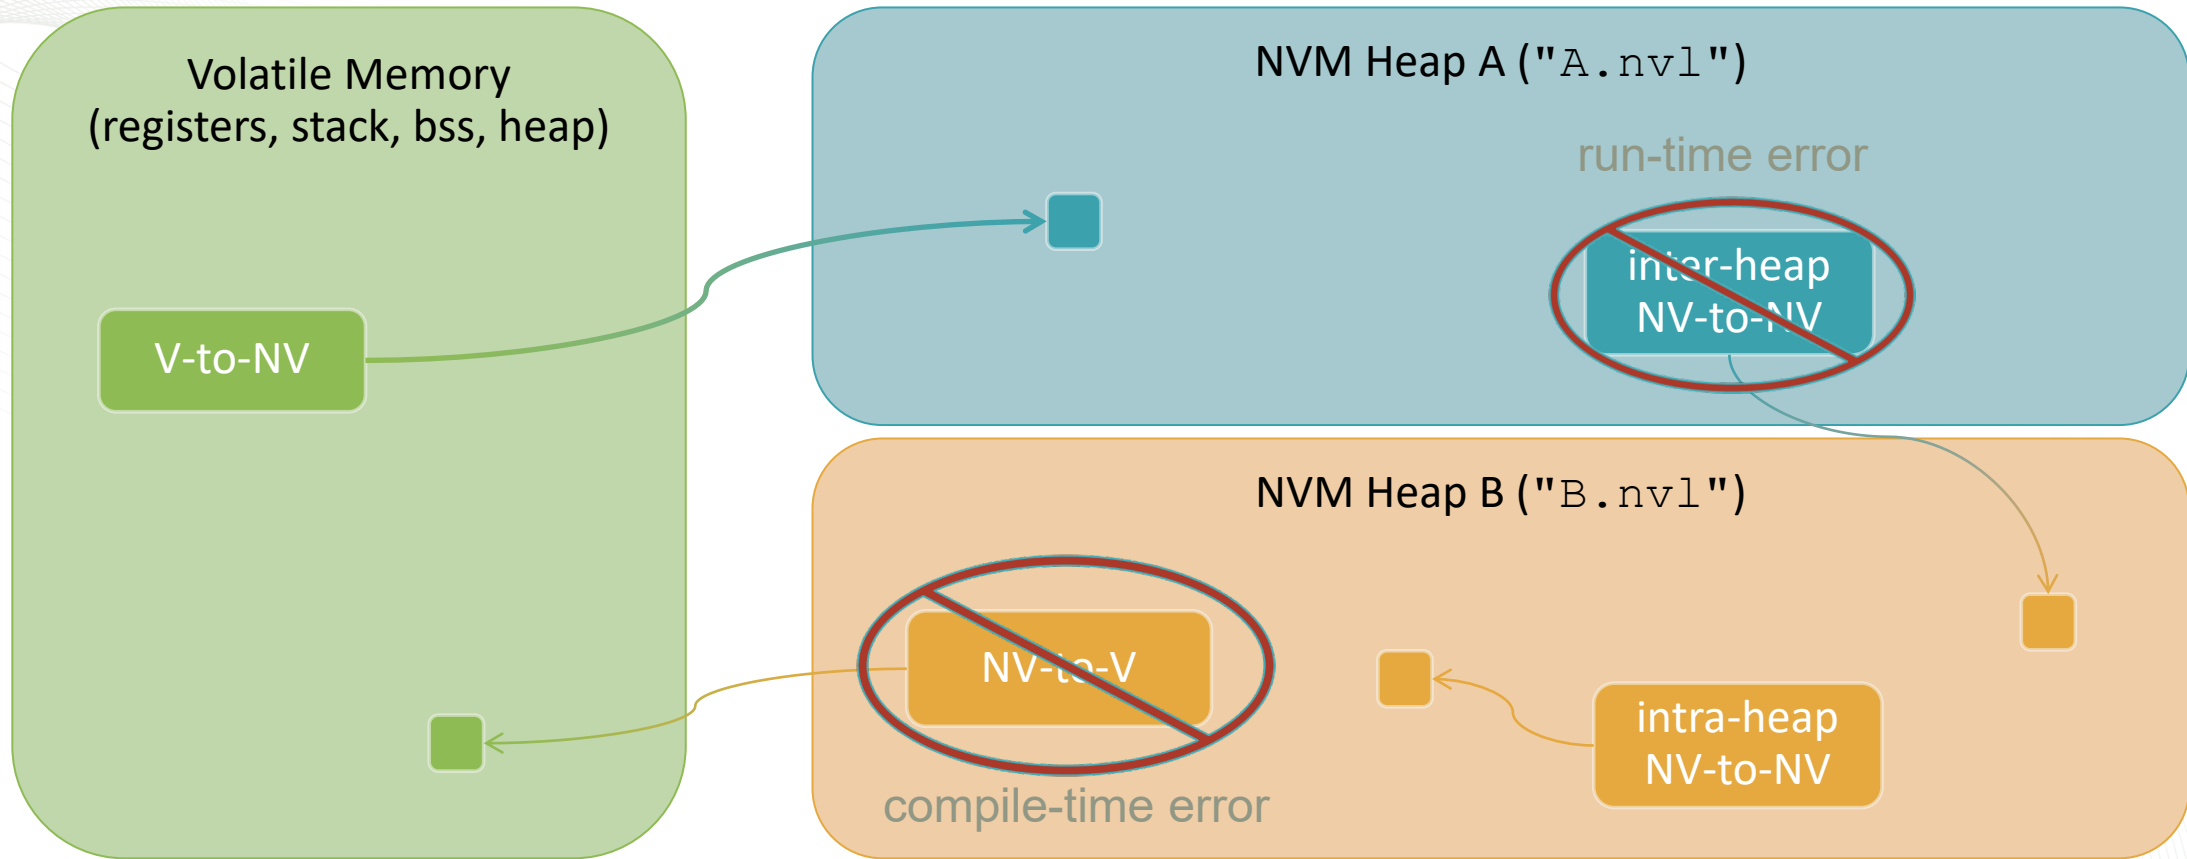 Volatile Memory
(registers, stack, bss, heap)
V-to-NV
NVM Heap A ("A.nvl")
run-time error
inter-heap
NV-to-NV
NVM Heap B ("B.nvl")
NV-to-V
compile-time error
intra-heap
NV-to-NV